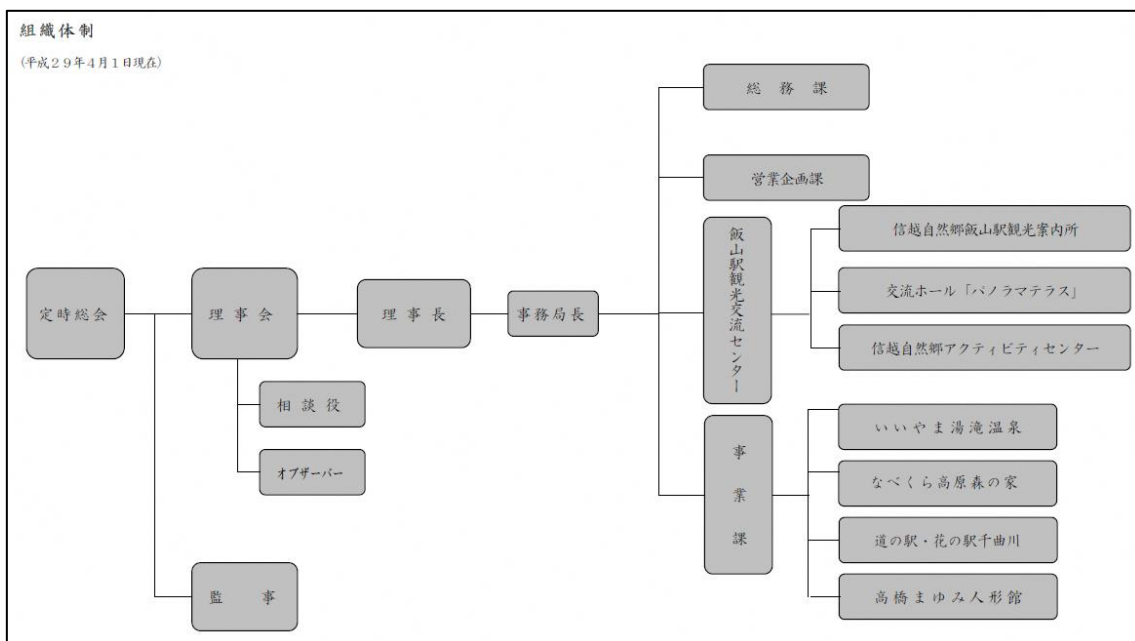 組織体制
(平成29年4月1日現在)
定時総会
理事会
相談役
オブザーバー
監事
理事長
事務局長
総務課
営業企画課
飯山駅観光交流センター
信越自然郷飯山駅観光案内所
交流ホール「パノラマテラス」
信越自然郷アクティビティセンター
事業課
いいやま湯滝温泉
なべくら高原森の家
道の駅・花の駅千曲川
高橋まゆみ人形館